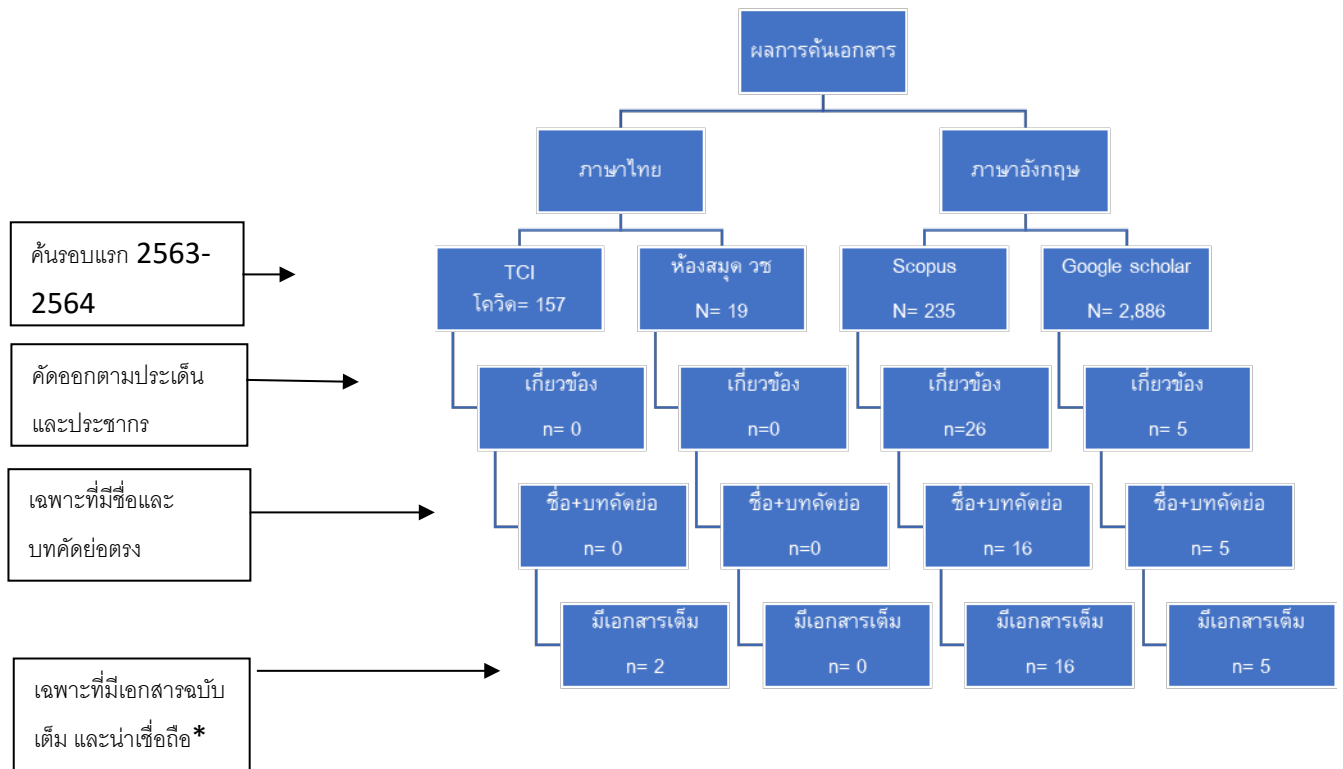 ผลการค้นเอกสาร
ภาษาไทย
ภาษาอังกฤษ
ค้นรอบแรก 2563-
2564
TCI
โควิด= 157
ห้องสมุด วช
N= 19
Scopus
N= 235
Google scholar
N= 2,886
คัดออกตามประเด็น
และประชากร
เกี่ยวข้อง
n= 0
เกี่ยวข้อง
n=0
เกี่ยวข้อง
n=26
เกี่ยวข้อง
n= 5
เฉพาะที่มีชื่อและ
บทคัดย่อตรง
ชื่อ+บทคัดย่อ
n= 0
ชื่อ+บทคัดย่อ
n=0
ชื่อ+บทคัดย่อ
n= 16
ชื่อ+บทคัดย่อ
n= 5
เฉพาะที่มีเอกสารฉบับ
เต็ม และน่าเชื่อถือ*
มีเอกสารเต็ม
n= 2
มีเอกสารเต็ม
n= 0
มีเอกสารเต็ม
n= 16
มีเอกสารเต็ม
n= 5